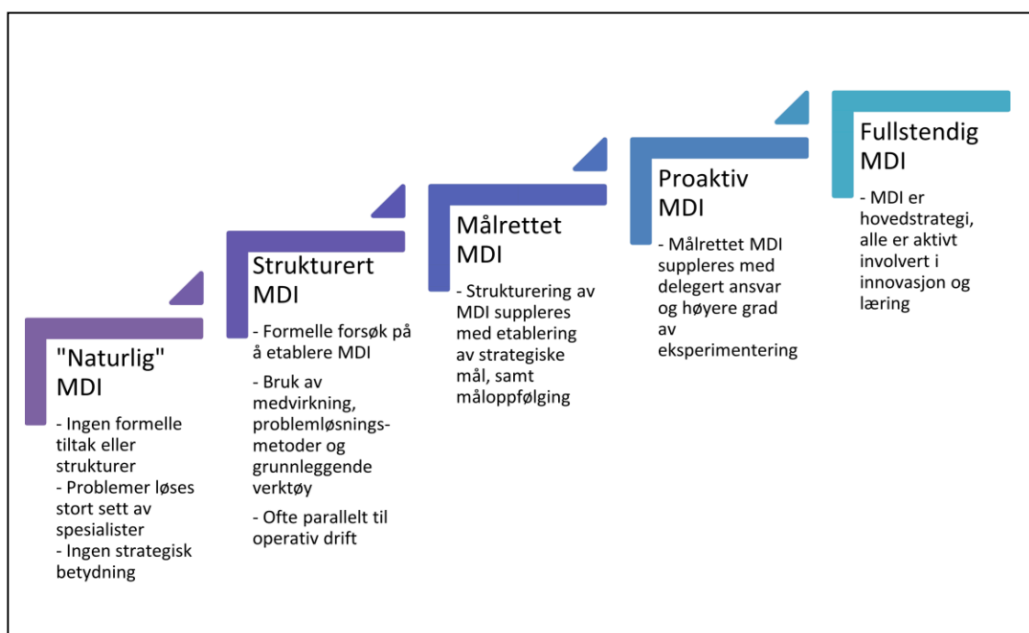 "Naturlig"
MDI
- Ingen formelle
tiltak eller
strukturer
- Problemer løses
stort sett av
spesialister
- Ingen strategisk
betydning
Strukturert
MDI
- Formelle forsøk på
å etablere MDI
- Bruk av
medvirkning,
problemløsnings-
metoder og
grunnleggende
verktøy
- Ofte parallelt til
operativ drift
Målrettet
MDI
- Strukturering av
MDI suppleres
med etablering
av strategiske
mål, samt
måloppfølging
Proaktiv
MDI
- Målrettet MDI
suppleres med
delegert ansvar
og høyere grad
av
eksperimentering
Fullstendig
MDI
- MDI er
hovedstrategi,
alle er aktivt
involvert i
innovasjon og
læring